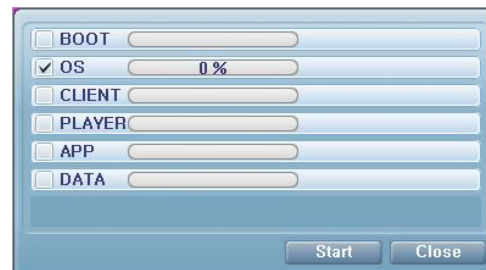 BOOT
OS 0 %
CLIENT
PLAYER
APP
DATA
Start Close